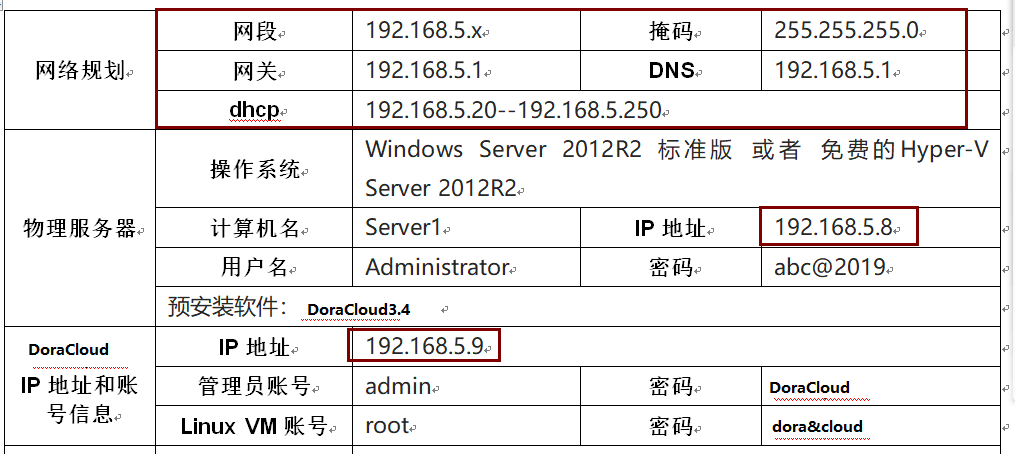 网络规划
网段 192.168.5.x 掩码 255.255.255.0
网关 192.168.5.1 DNS 192.168.5.1
dhcp 192.168.5.20--192.168.5.250
物理服务器
操作系统 Windows Server 2012R2 标准版 或者 免费的Hyper-V
Server 2012R2
计算机名 Server1 IP 地址 192.168.5.8
用户名 Administrator 密码 abc@2019
预安装软件： DoraCloud3.4
DoraCloud
IP 地址和账
号信息
IP 地址 192.168.5.9
管理员账号 admin 密码 DoraCloud
Linux VM 账号 root 密码 dora&cloud